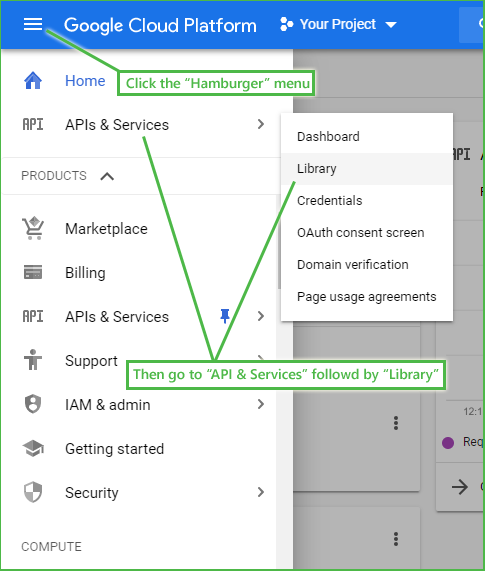 Google Cloud Platform
Your Project
Home
Click the “Hamburger” menu
API APIs & Services
Dashboard
PRODUCTS
Library
Credentials
Marketplace
OAuth consent screen
Billing
Domain verification
API APIs & Services
Page usage agreements
Support
Then go to “API & Services” followd by “Library”
IAM & admin
12:1
Getting started
Req
Security
COMPUTE
API